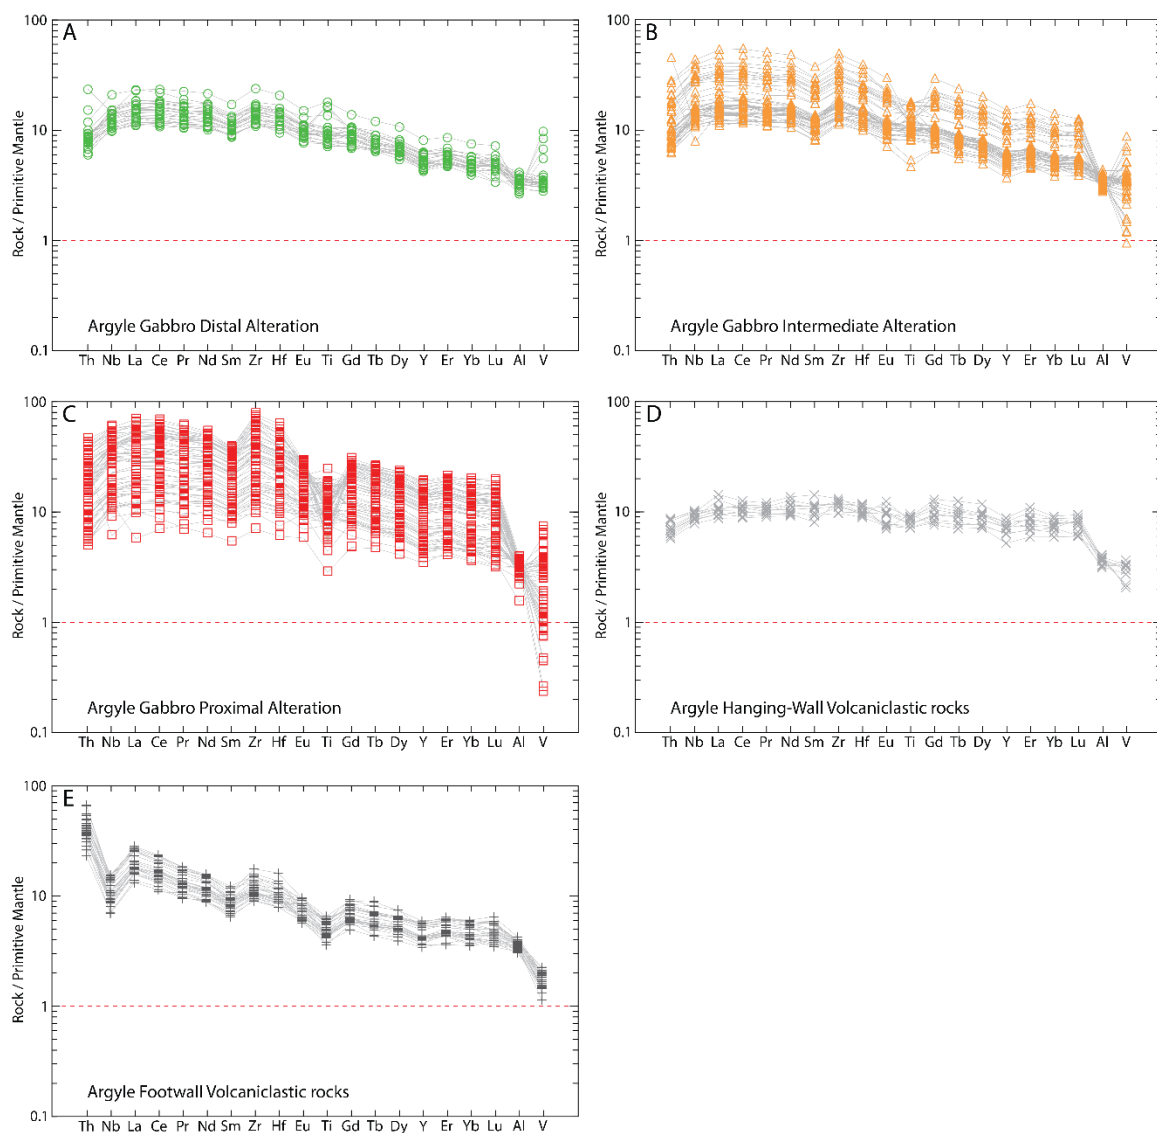 A
100
10
1
0.1
Rock / Primitive Mantle
Argyle Gabbro Distal Alteration
Th Nb La Ce Pr Nd Sm Zr Hf Eu Ti Gd Tb Dy Y Er Yb Lu Al V
B
100
10
1
0.1
Rock / Primitive Mantle
Argyle Gabbro Intermediate Alteration
Th Nb La Ce Pr Nd Sm Zr Hf Eu Ti Gd Tb Dy Y Er Yb Lu Al V
C
100
10
1
0.1
Rock / Primitive Mantle
Argyle Gabbro Proximal Alteration
Th Nb La Ce Pr Nd Sm Zr Hf Eu Ti Gd Tb Dy Y Er Yb Lu Al V
D
100
10
1
0.1
Rock / Primitive Mantle
Argyle Hanging-Wall Volcaniclastic rocks
Th Nb La Ce Pr Nd Sm Zr Hf Eu Ti Gd Tb Dy Y Er Yb Lu Al V
E
100
10
1
0.1
Rock / Primitive Mantle
Argyle Footwall Volcaniclastic rocks
Th Nb La Ce Pr Nd Sm Zr Hf Eu Ti Gd Tb Dy Y Er Yb Lu Al V